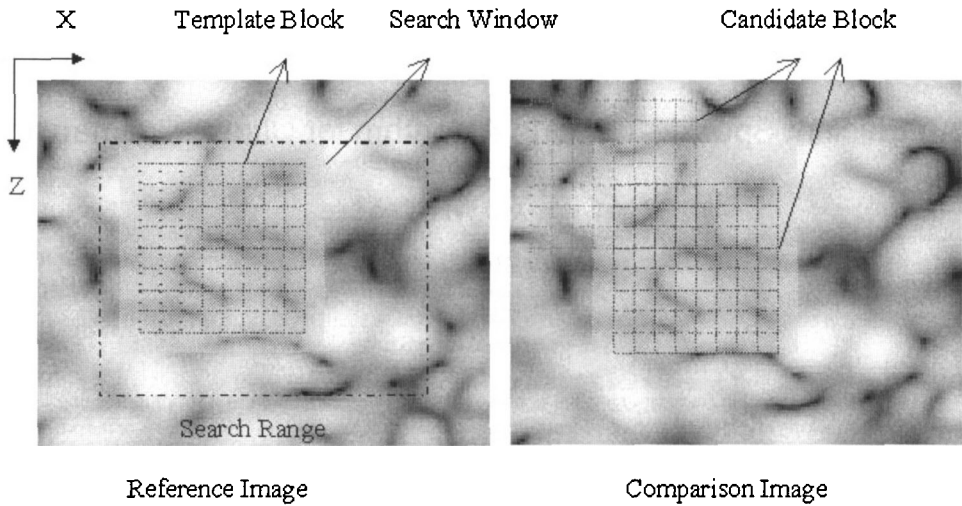 X Template Block Search Window Candidate Block
Z
Search Range
Reference Image Comparison Image